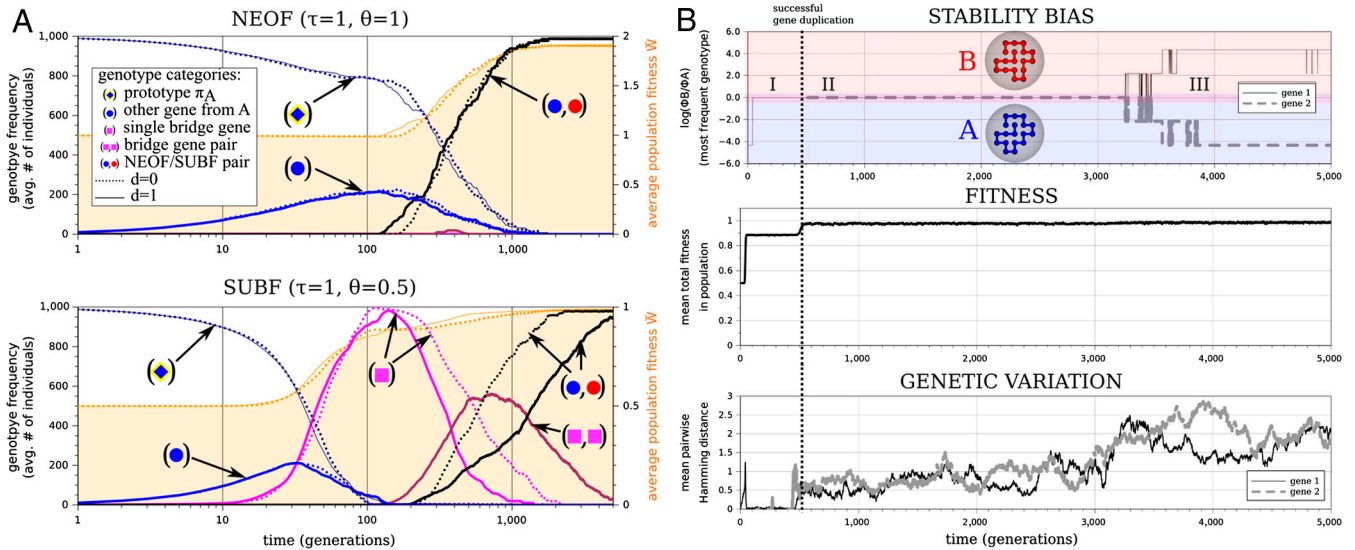 A
NEOF (τ=1, θ=1)
genotpye frequency
(avg. # of individuals)
1,000
800
600
400
200
0
genotype categories:
( ) prototype πA
( ) other gene from A
( ) single bridge gene
( , ) bridge gene pair
( , ) NEOF/SUBF pair
d=0
d=1
( )
( )
( , )
2
1.5
1
0.5
0
average population fitness W̄
1
10
100
1,000
SUBF (τ=1, θ=0.5)
genotpye frequency
(avg. # of individuals)
1,000
800
600
400
200
0
( )
( )
( )
( , )
( , )
1
0.5
0
average population fitness W̄
1
10
100
1,000
time (generations)
B
successful
gene duplication
STABILITY BIAS
log(ΦB/ΦA)
(most frequent genotype)
6.0
4.0
2.0
0.0
−2.0
−4.0
−6.0
I
II
III
B
A
gene 1
gene 2
0
1,000
2,000
3,000
4,000
5,000
FITNESS
mean total fitness
in population
1
0.8
0.6
0.4
0.2
0
0
1,000
2,000
3,000
4,000
5,000
GENETIC VARIATION
mean pairwise
Hamming distance
3
2.5
2
1.5
1
0.5
0
gene 1
gene 2
0
1,000
2,000
3,000
4,000
5,000
time (generations)